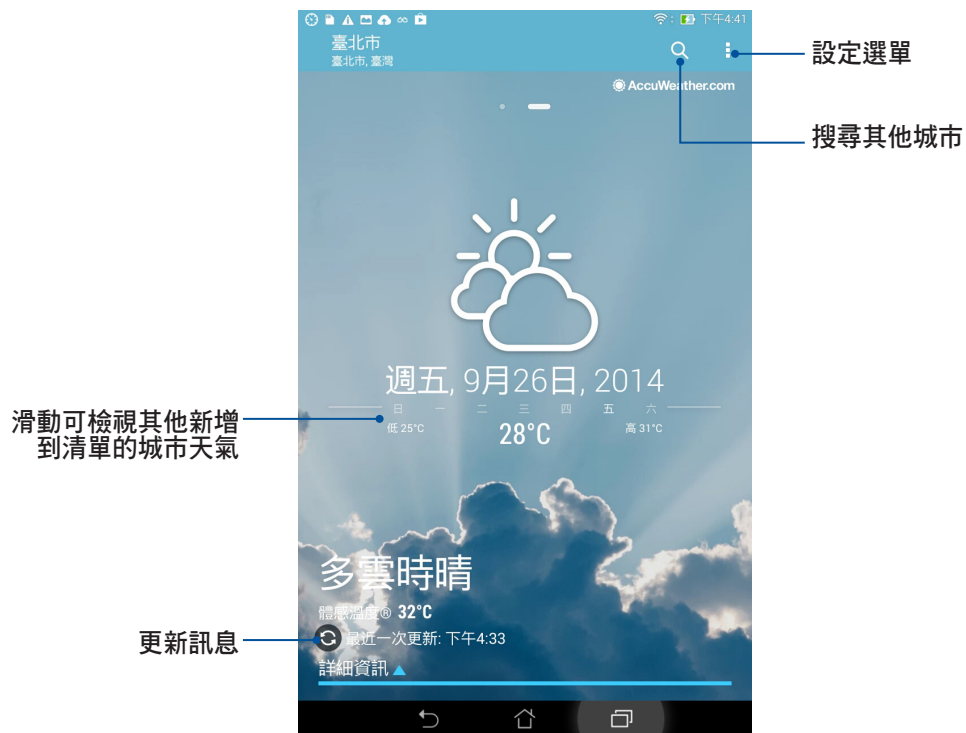 下午4:41
臺北市
臺北市, 臺灣
設定選單
AccuWeather.com
搜尋其他城市
週五, 9月26日, 2014
日 一 二 三 四 五 六
低 25°C
28°C
高 31°C
滑動可檢視其他新增
到清單的城市天氣
多雲時晴
體感溫度® 32°C
更新訊息
最近一次更新: 下午4:33
詳細資訊